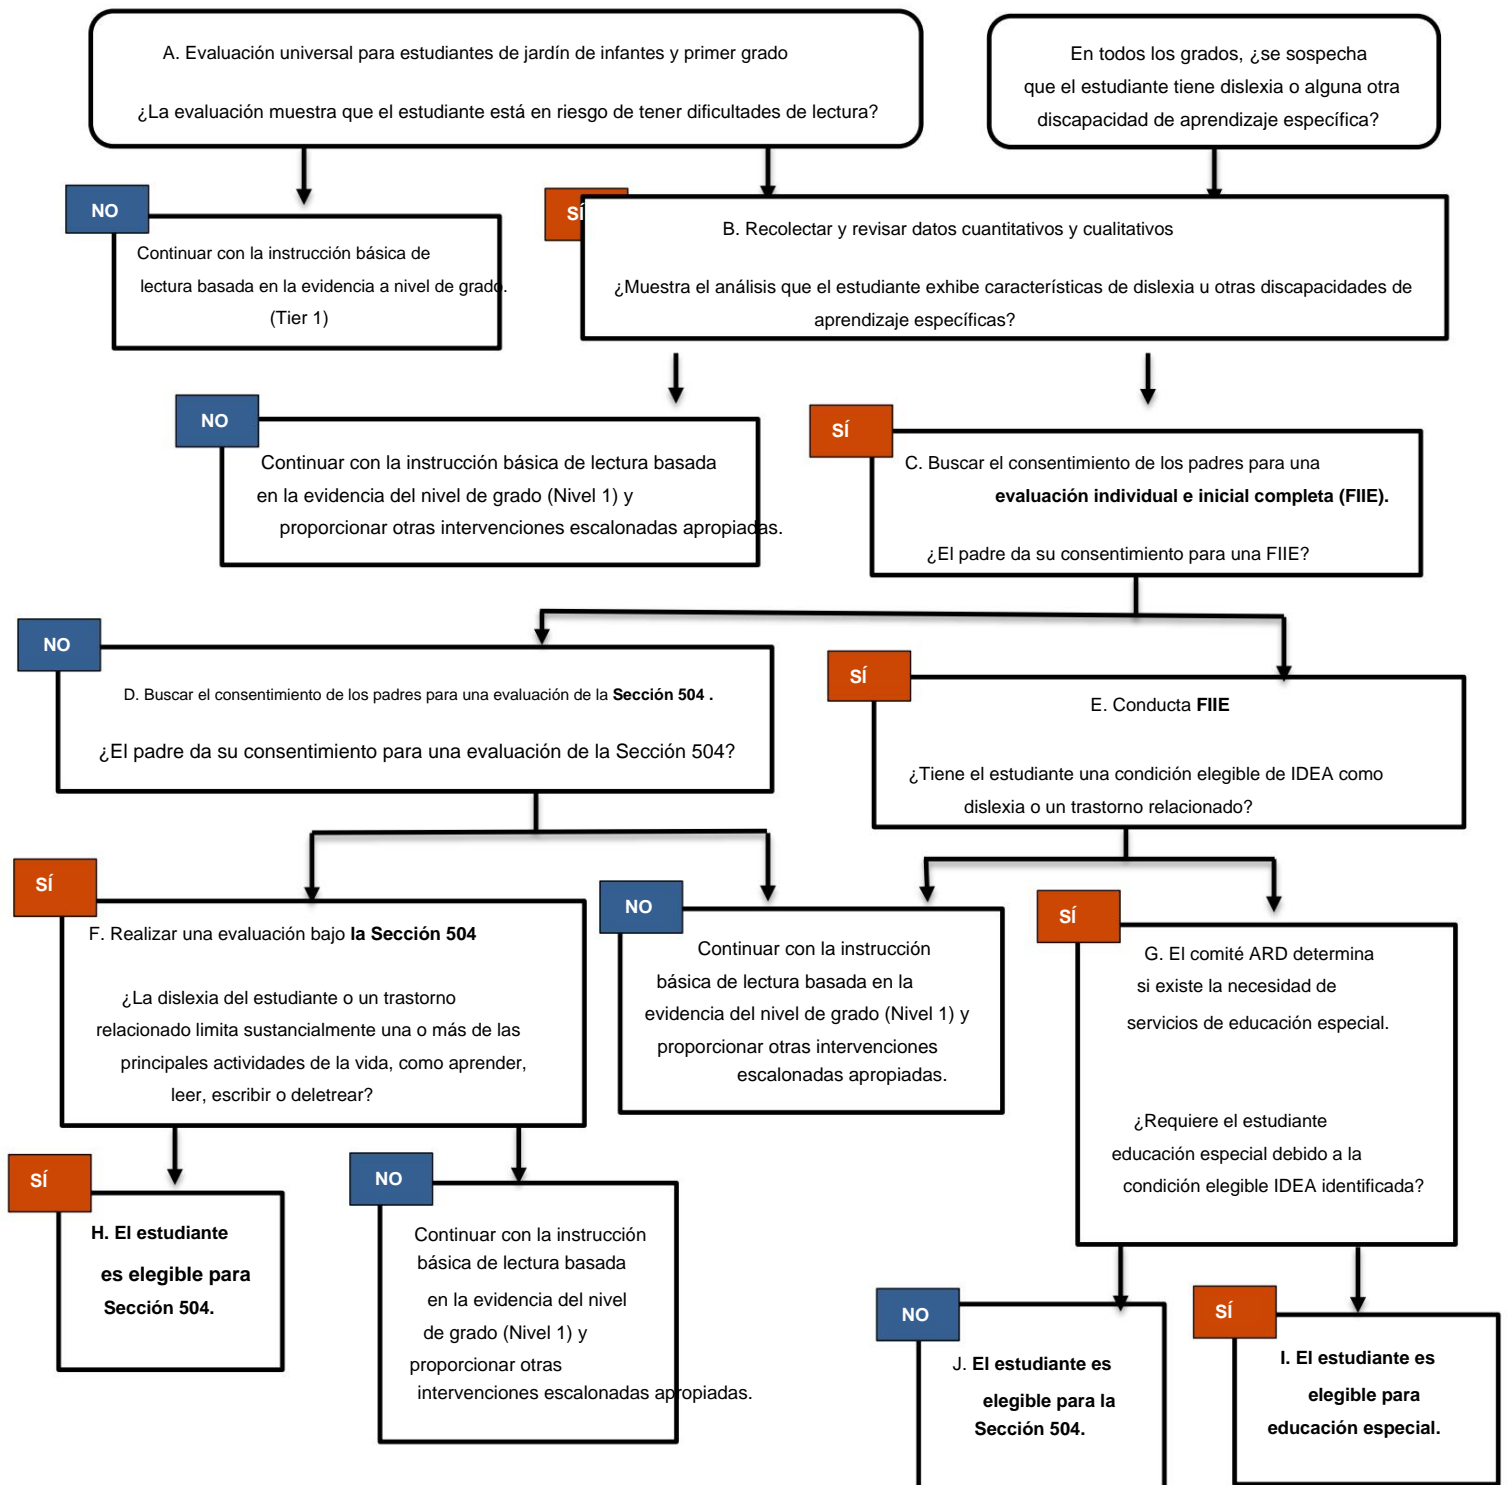 A. Evaluación universal para estudiantes de jardín de infantes y primer grado
¿La evaluación muestra que el estudiante está en riesgo de tener dificultades de lectura?
En todos los grados, ¿se sospecha
que el estudiante tiene dislexia o alguna otra
discapacidad de aprendizaje específica?
NO
Continuar con la instrucción básica de
lectura basada en la evidencia a nivel de grado.
(Tier 1)
SÍ
B. Recolectar y revisar datos cuantitativos y cualitativos
¿Muestra el análisis que el estudiante exhibe características de dislexia u otras discapacidades de
aprendizaje específicas?
NO
Continuar con la instrucción básica de lectura basada
en la evidencia del nivel de grado (Nivel 1) y
proporcionar otras intervenciones escalonadas apropiadas.
SÍ
C. Buscar el consentimiento de los padres para una
evaluación individual e inicial completa (FIIE).
¿El padre da su consentimiento para una FIIE?
NO
D. Buscar el consentimiento de los padres para una evaluación de la Sección 504 .
¿El padre da su consentimiento para una evaluación de la Sección 504?
SÍ
E. Conducta FIIE
¿Tiene el estudiante una condición elegible de IDEA como
dislexia o un trastorno relacionado?
SÍ
F. Realizar una evaluación bajo la Sección 504
¿La dislexia del estudiante o un trastorno
relacionado limita sustancialmente una o más de las
principales actividades de la vida, como aprender,
leer, escribir o deletrear?
NO
Continuar con la instrucción
básica de lectura basada en la
evidencia del nivel de grado (Nivel 1) y
proporcionar otras intervenciones
escalonadas apropiadas.
SÍ
G. El comité ARD determina
si existe la necesidad de
servicios de educación especial.
¿Requiere el estudiante
educación especial debido a la
condición elegible IDEA identificada?
SÍ
H. El estudiante
es elegible para
Sección 504.
NO
Continuar con la instrucción
básica de lectura basada
en la evidencia del nivel
de grado (Nivel 1) y
proporcionar otras
intervenciones escalonadas apropiadas.
NO
J. El estudiante es
elegible para la
Sección 504.
SÍ
I. El estudiante es
elegible para
educación especial.